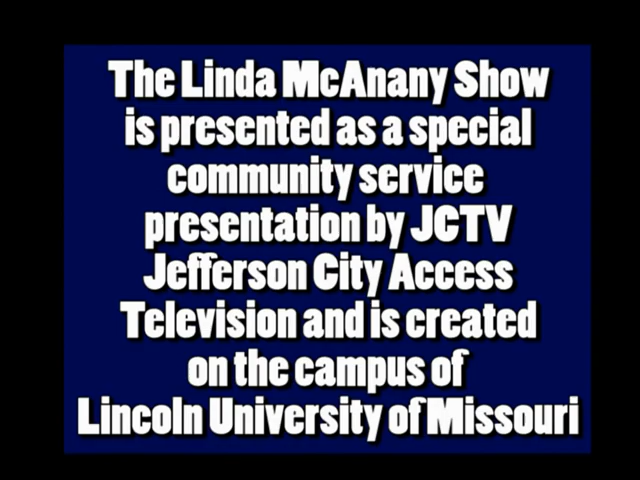 The Linda McAnany Show
is presented as a special
community service
presentation by JCTV
Jefferson City Access
Television and is created
on the campus of
Lincoln University of Missouri